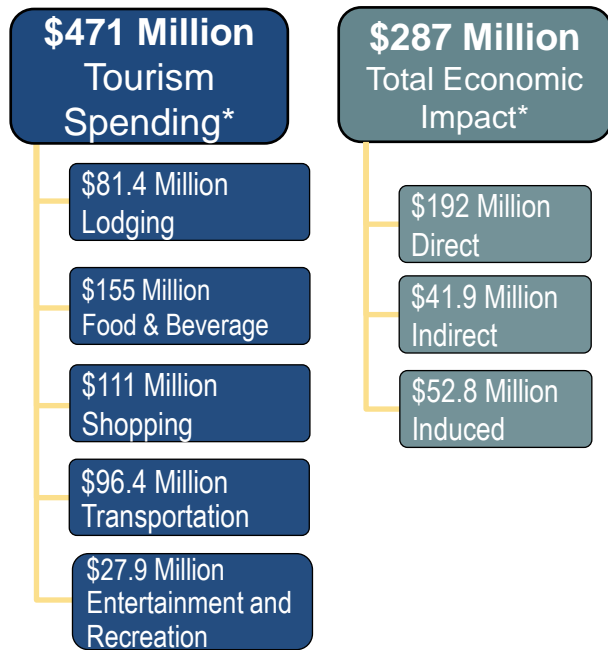 $471 Million
Tourism
Spending*
$81.4 Million
Lodging
$155 Million
Food & Beverage
$111 Million
Shopping
$96.4 Million
Transportation
$27.9 Million
Entertainment and
Recreation
$287 Million
Total Economic
Impact*
$192 Million
Direct
$41.9 Million
Indirect
$52.8 Million
Induced